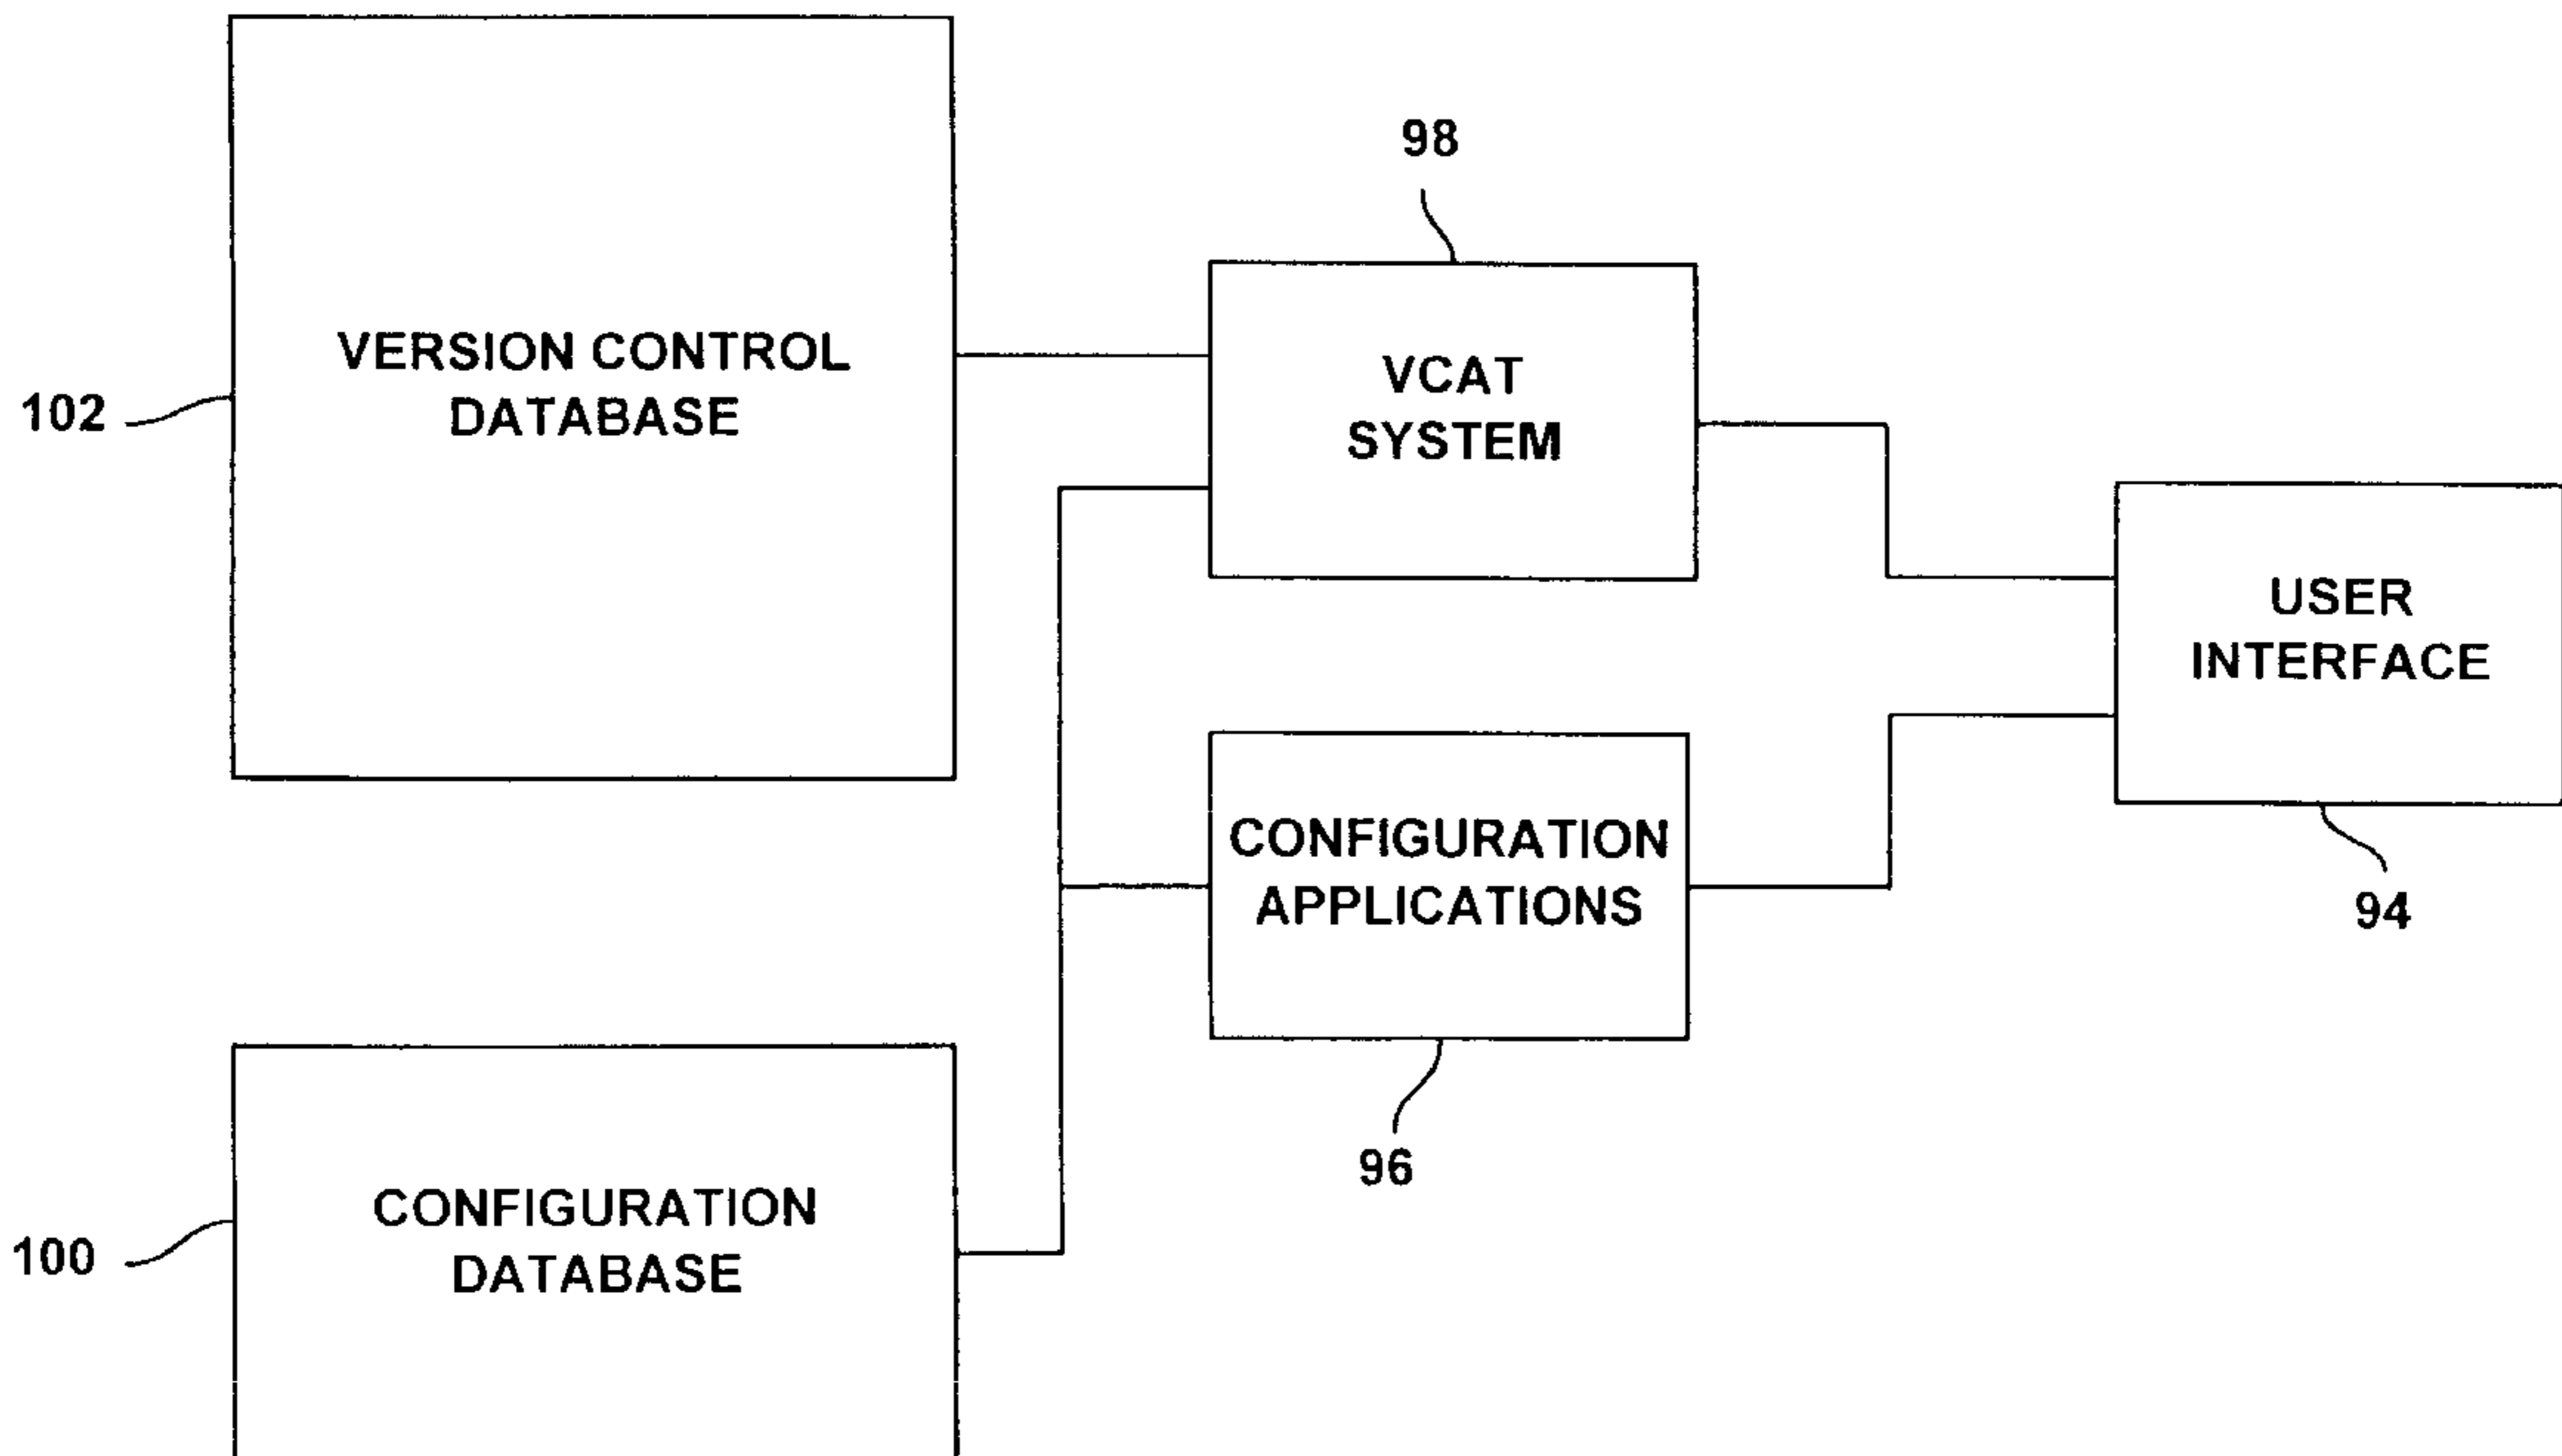 98
VERSION CONTROL
DATABASE
102
VCAT
SYSTEM
USER
INTERFACE
94
CONFIGURATION
APPLICATIONS
96
CONFIGURATION
DATABASE
100